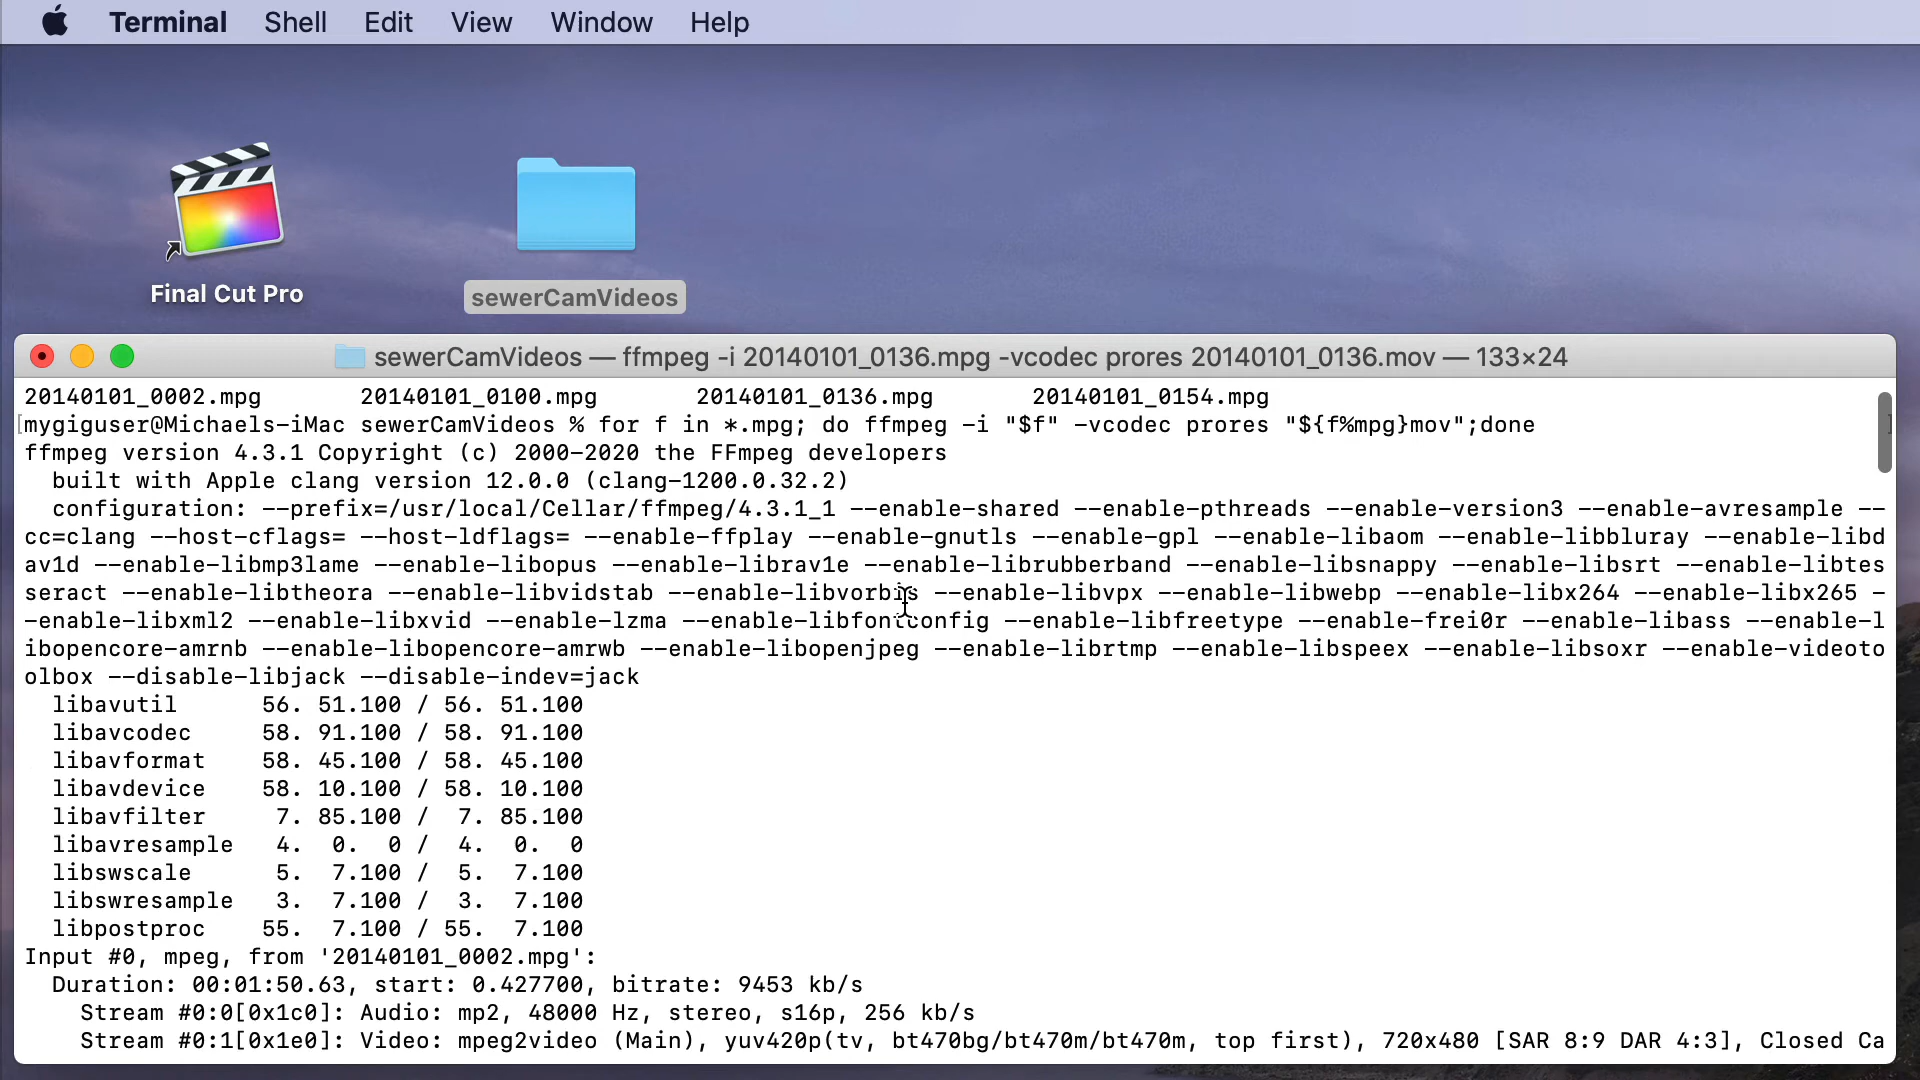 Terminal Shell Edit View Window Help
Final Cut Pro
sewerCamVideos
sewerCamVideos — ffmpeg -i 20140101_0136.mpg -vcodec prores 20140101_0136.mov — 133×24
20140101_0002.mpg 20140101_0100.mpg 20140101_0136.mpg 20140101_0154.mpg
[mygiguser@Michaels-iMac sewerCamVideos % for f in *.mpg; do ffmpeg -i "$f" -vcodec prores "${f%mpg}mov";done ]
ffmpeg version 4.3.1 Copyright (c) 2000-2020 the FFmpeg developers
built with Apple clang version 12.0.0 (clang-1200.0.32.2)
configuration: --prefix=/usr/local/Cellar/ffmpeg/4.3.1_1 --enable-shared --enable-pthreads --enable-version3 --enable-avresample --
cc=clang --host-cflags= --host-ldflags= --enable-ffplay --enable-gnutls --enable-gpl --enable-libaom --enable-libbluray --enable-libd
av1d --enable-libmp3lame --enable-libopus --enable-librav1e --enable-librubberband --enable-libsnappy --enable-libsrt --enable-libtes
seract --enable-libtheora --enable-libvidstab --enable-libvorbis --enable-libvpx --enable-libwebp --enable-libx264 --enable-libx265 -
-enable-libxml2 --enable-libxvid --enable-lzma --enable-libfontconfig --enable-libfreetype --enable-frei0r --enable-libass --enable-l
ibopencore-amrnb --enable-libopencore-amrwb --enable-libopenjpeg --enable-librtmp --enable-libspeex --enable-libsoxr --enable-videoto
olbox --disable-libjack --disable-indev=jack
libavutil 56. 51.100 / 56. 51.100
libavcodec 58. 91.100 / 58. 91.100
libavformat 58. 45.100 / 58. 45.100
libavdevice 58. 10.100 / 58. 10.100
libavfilter 7. 85.100 / 7. 85.100
libavresample 4. 0. 0 / 4. 0. 0
libswscale 5. 7.100 / 5. 7.100
libswresample 3. 7.100 / 3. 7.100
libpostproc 55. 7.100 / 55. 7.100
Input #0, mpeg, from '20140101_0002.mpg':
Duration: 00:01:50.63, start: 0.427700, bitrate: 9453 kb/s
Stream #0:0[0x1c0]: Audio: mp2, 48000 Hz, stereo, s16p, 256 kb/s
Stream #0:1[0x1e0]: Video: mpeg2video (Main), yuv420p(tv, bt470bg/bt470m/bt470m, top first), 720x480 [SAR 8:9 DAR 4:3], Closed Ca